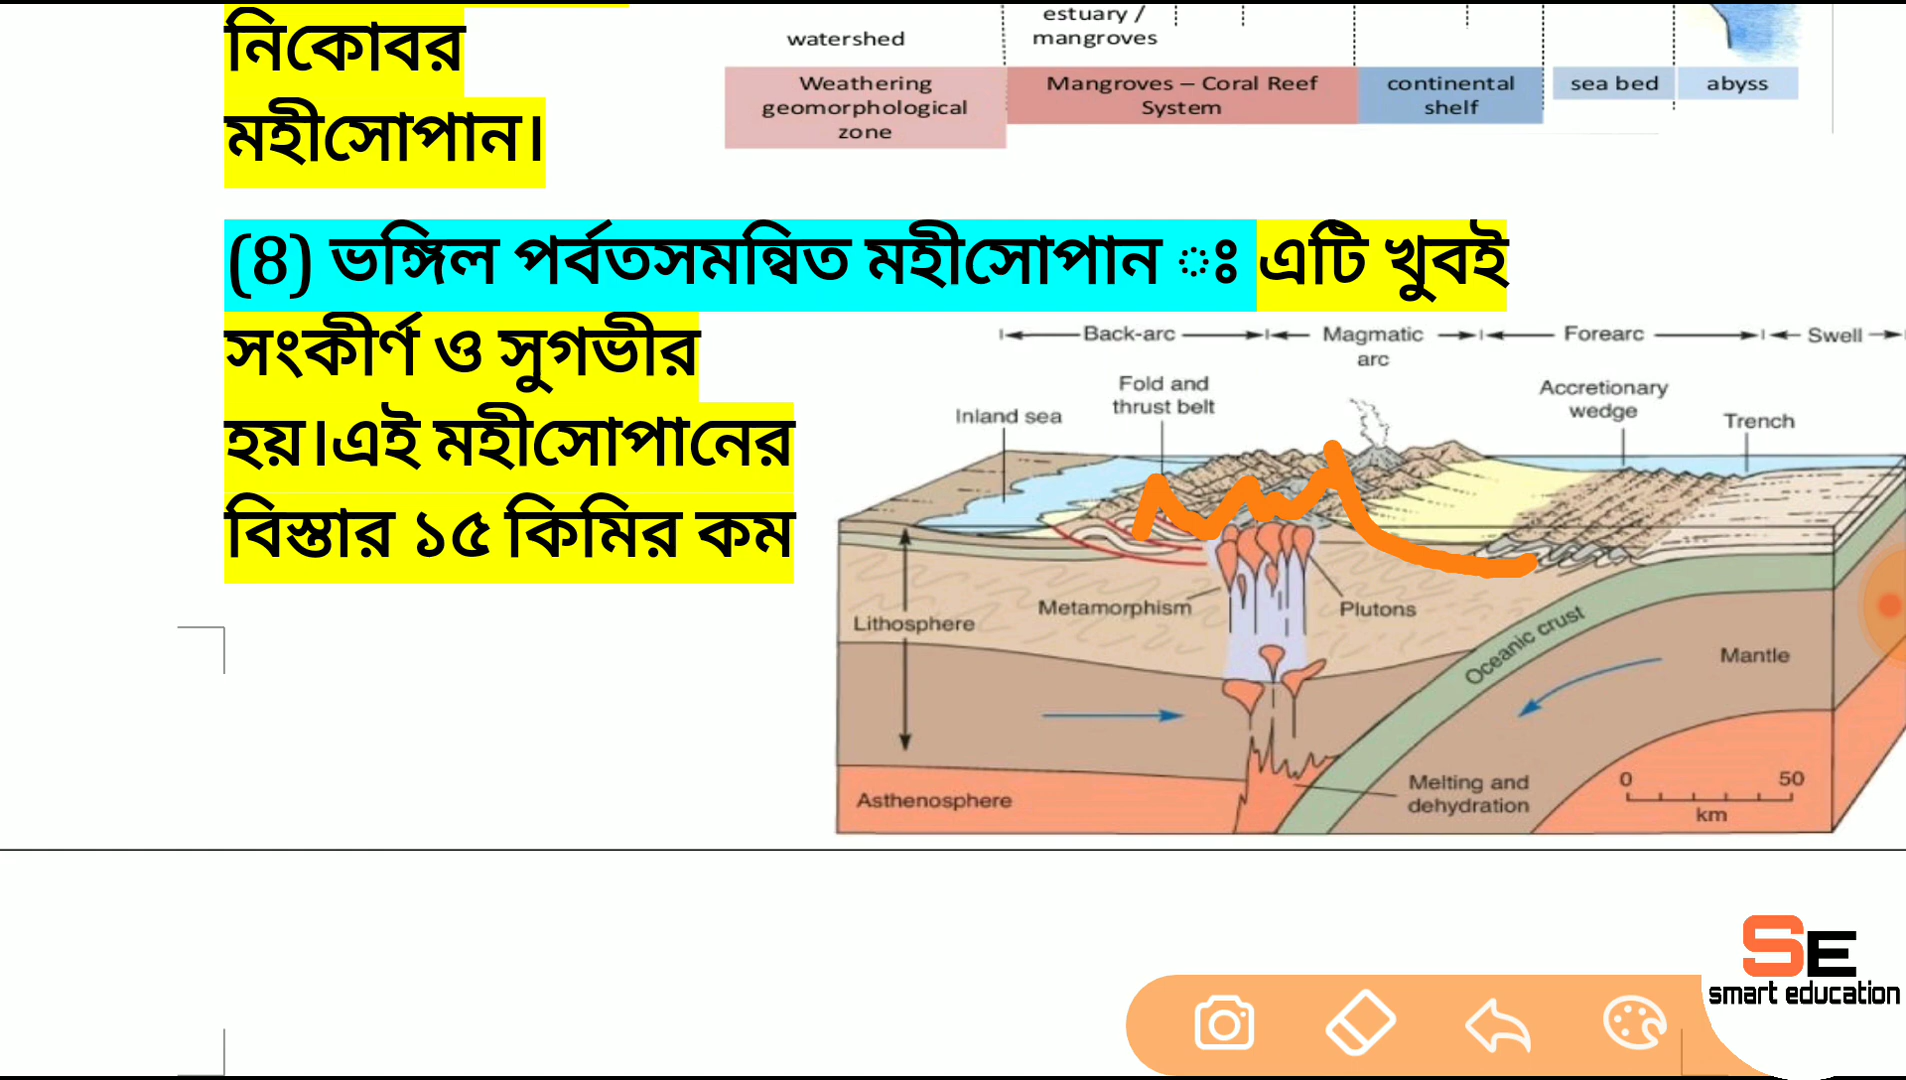 নিকোবর
মহীসোপান।
estuary /
watershed mangroves
Weathering geomorphological zone
Mangroves – Coral Reef System
continental shelf
sea bed
abyss
(8) ভঙ্গিল পর্বতসমন্বিত মহীসোপান ঃ এটি খুবই
সংকীর্ণ ও সুগভীর
হয়।এই মহীসোপানের
বিস্তার ১৫ কিমির কম
Back-arc
Magmatic arc
Forearc
Swell
Inland sea
Fold and thrust belt
Accretionary wedge
Trench
Lithosphere
Metamorphism
Plutons
Oceanic crust
Mantle
Asthenosphere
Melting and dehydration
0 50
km
SE
smart education